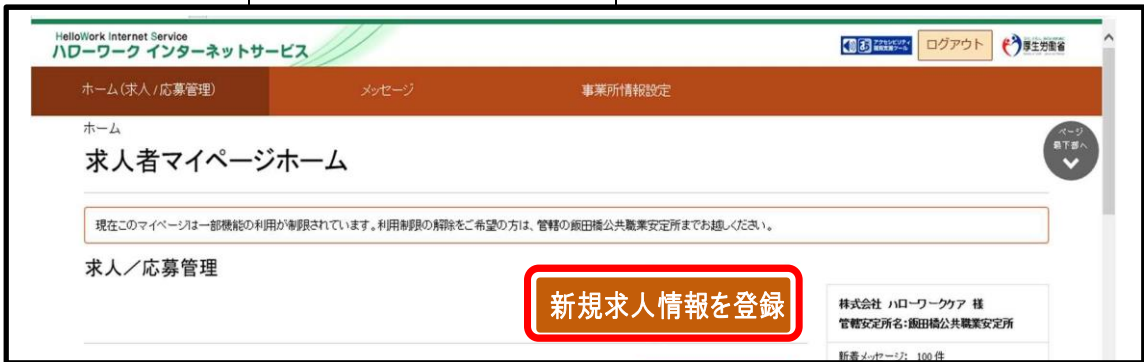 HelloWork Internet Service
ハローワーク インターネットサービス
ログアウト
厚生労働省
ホーム(求人/応募管理)
メッセージ
事業所情報設定
ホーム
求人者マイページホーム
ページ
最下部へ
現在このマイページは一部機能の利用が制限されています。利用制限の解除をご希望の方は、管轄の飯田橋公共職業安定所までお越しください。
求人／応募管理
新規求人情報を登録
株式会社 ハローワークケア 様
管轄安定所名：飯田橋公共職業安定所
新着メッセージ： 100件